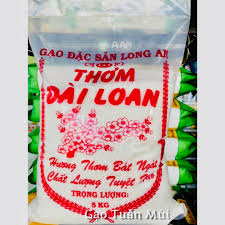 GẠO ĐẶC SẢN LONG AN
THƠM
ĐÀI LOAN
Hương Thơm Bát Ngát
Chất Lượng Tuyệt Hảo
TRỌNG LƯỢNG:
5 KG
Gạo Tuấn Mùi